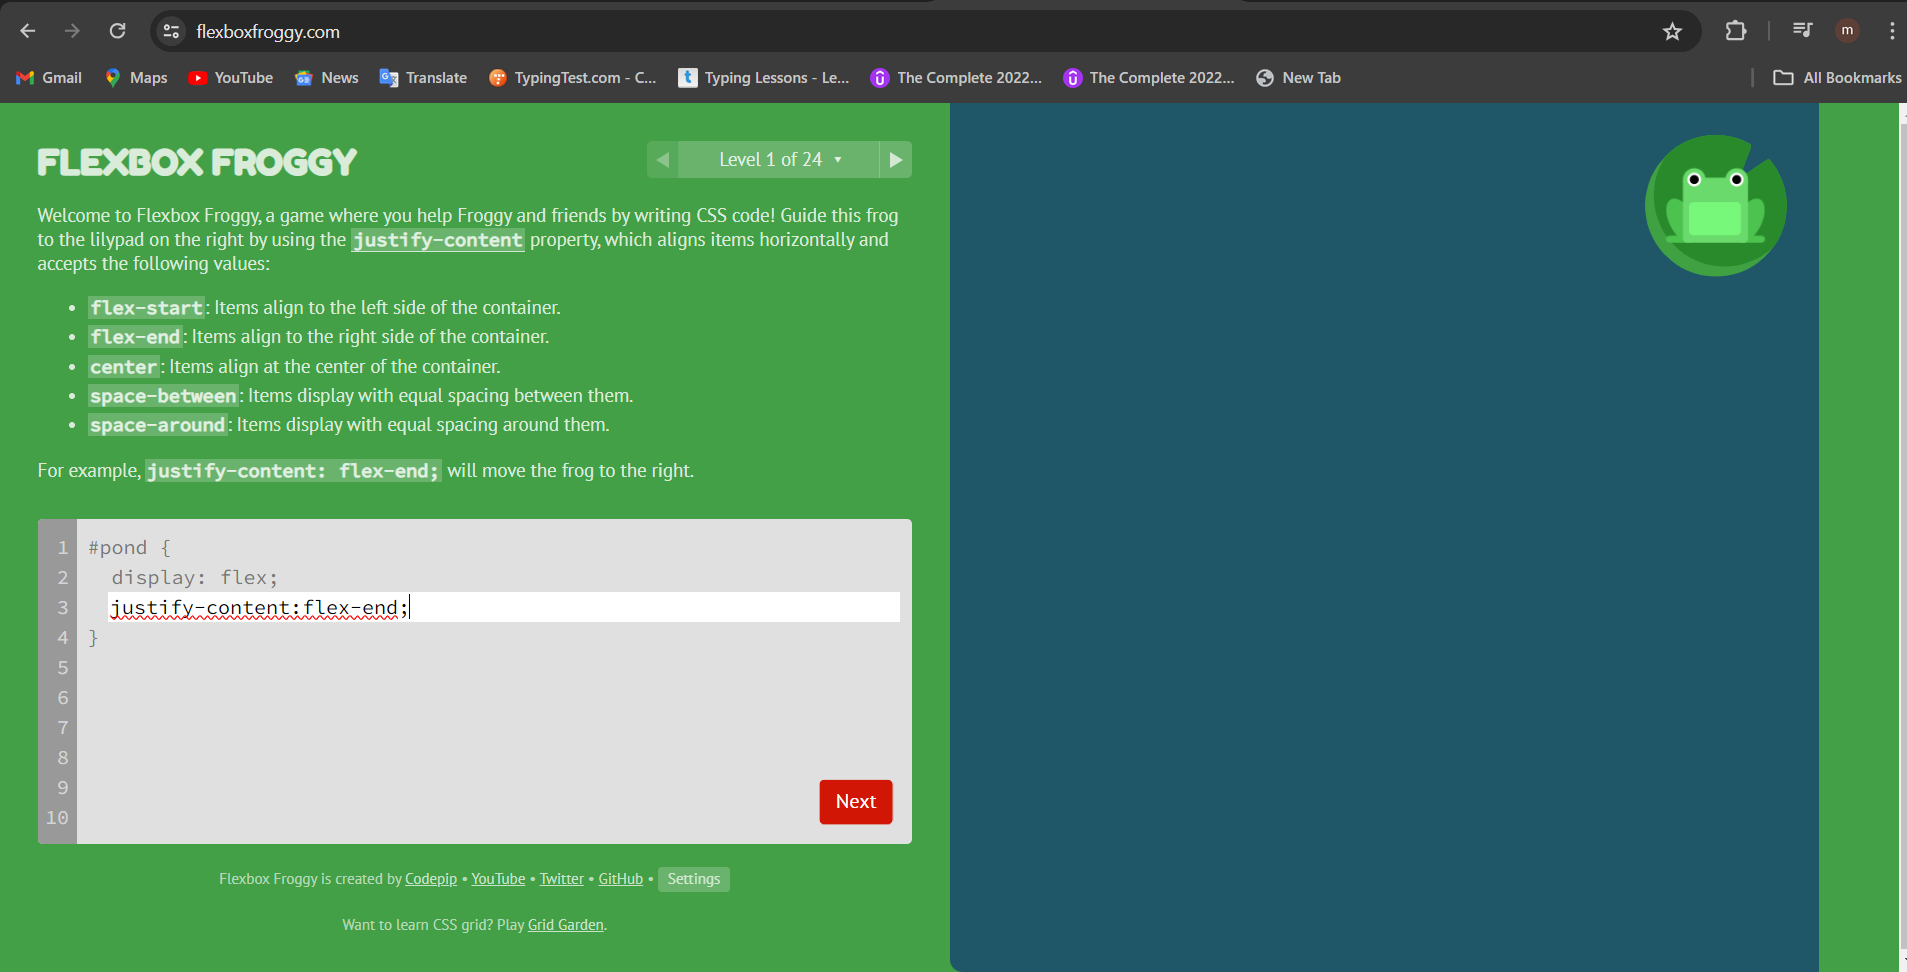 flexboxfroggy.com
m
Gmail
Maps
YouTube
News
Translate
TypingTest.com - C...
Typing Lessons - Le...
The Complete 2022...
The Complete 2022...
New Tab
All Bookmarks
FLEXBOX FROGGY
Level 1 of 24 ▼
Welcome to Flexbox Froggy, a game where you help Froggy and friends by writing CSS code! Guide this frog
to the lilypad on the right by using the justify-content property, which aligns items horizontally and
accepts the following values:
• flex-start: Items align to the left side of the container.
• flex-end: Items align to the right side of the container.
• center: Items align at the center of the container.
• space-between: Items display with equal spacing between them.
• space-around: Items display with equal spacing around them.
For example, justify-content: flex-end; will move the frog to the right.
1 #pond {
2 display: flex;
3 justify-content:flex-end;
4 }
5
6
7
8
9
10
Next
Flexbox Froggy is created by Codepip • YouTube • Twitter • GitHub • Settings
Want to learn CSS grid? Play Grid Garden.